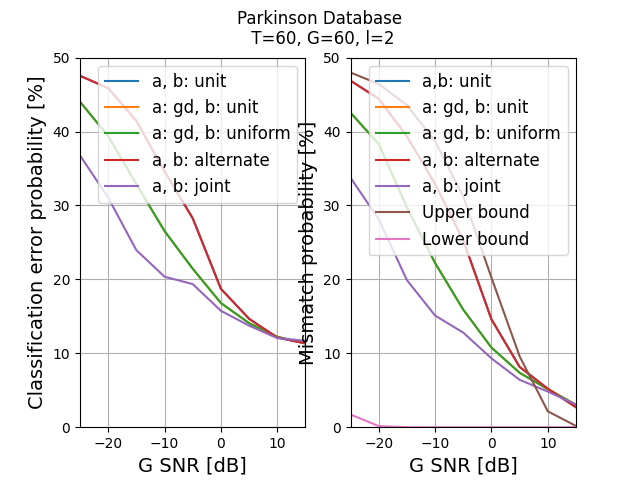 Parkinson Database
T=60, G=60, l=2
Classification error probability [%]
50
40
30
20
10
0
a, b: unit
a: gd, b: unit
a: gd, b: uniform
a, b: alternate
a, b: joint
−20
−10
0
10
G SNR [dB]
Mismatch probability [%]
50
40
30
20
10
0
a,b: unit
a: gd, b: unit
a: gd, b: uniform
a, b: alternate
a, b: joint
Upper bound
Lower bound
−20
−10
0
10
G SNR [dB]